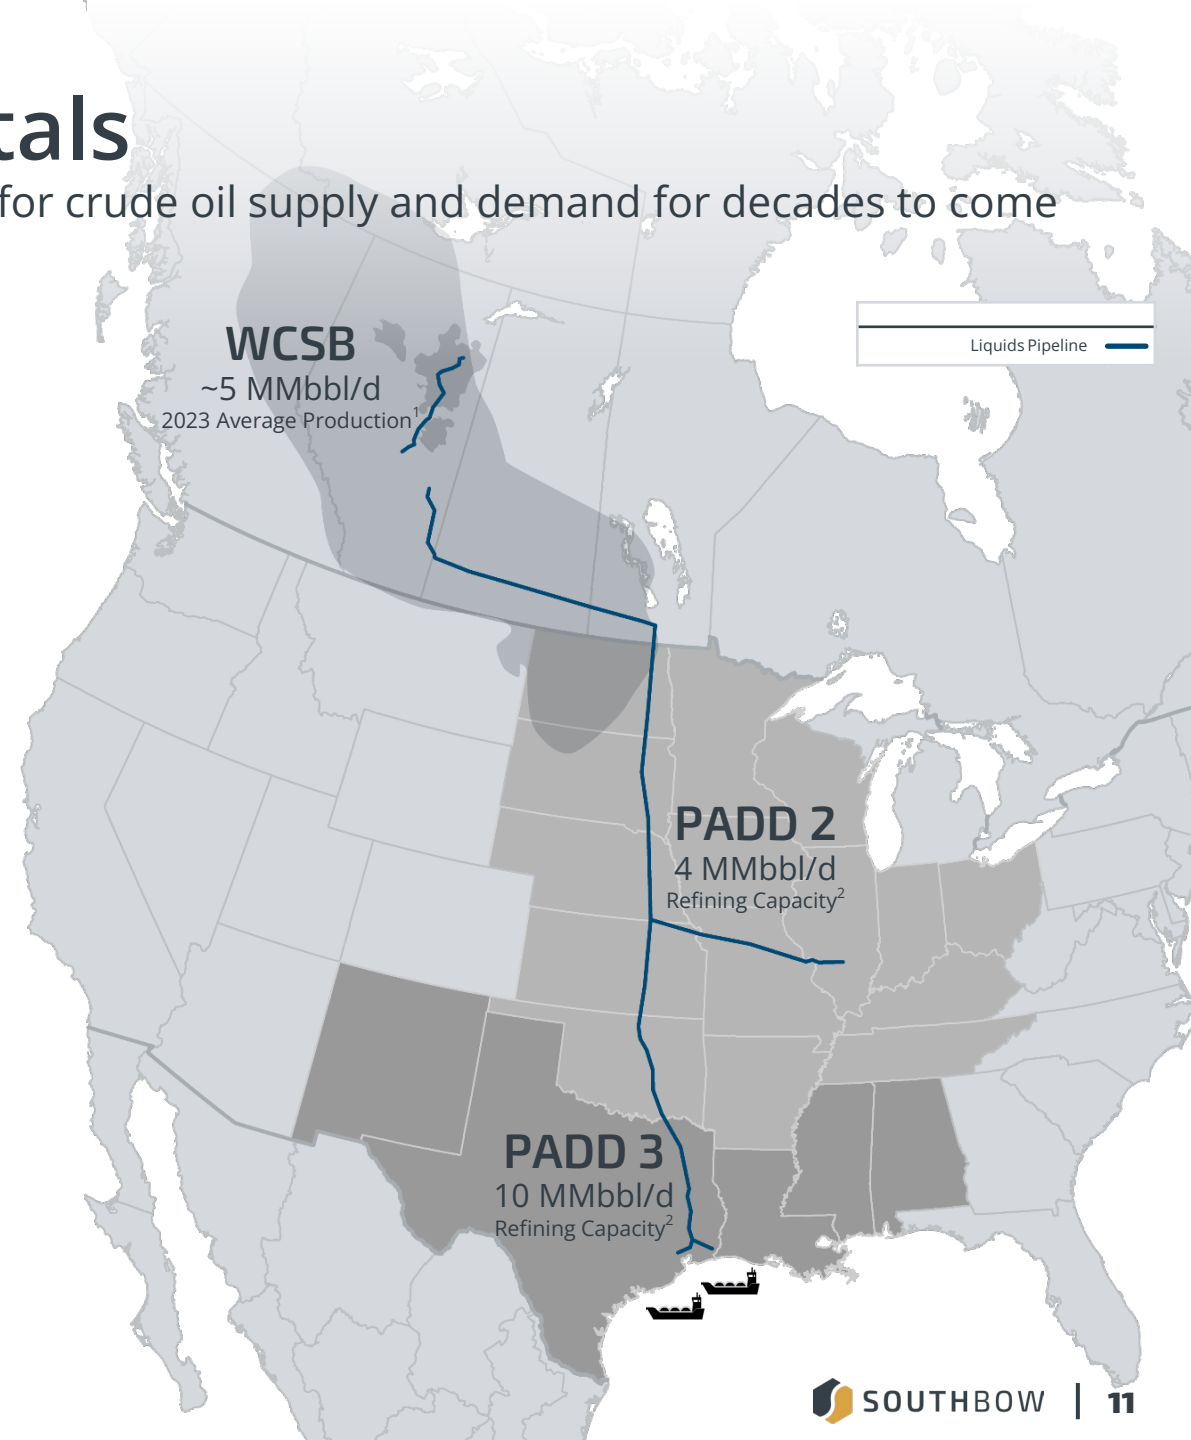 tals
for crude oil supply and demand for decades to come
WCSB
~5 MMbbl/d
2023 Average Production1
Liquids Pipeline
PADD 2
4 MMbbl/d
Refining Capacity2
PADD 3
10 MMbbl/d
Refining Capacity2
SOUTHBOW | 11